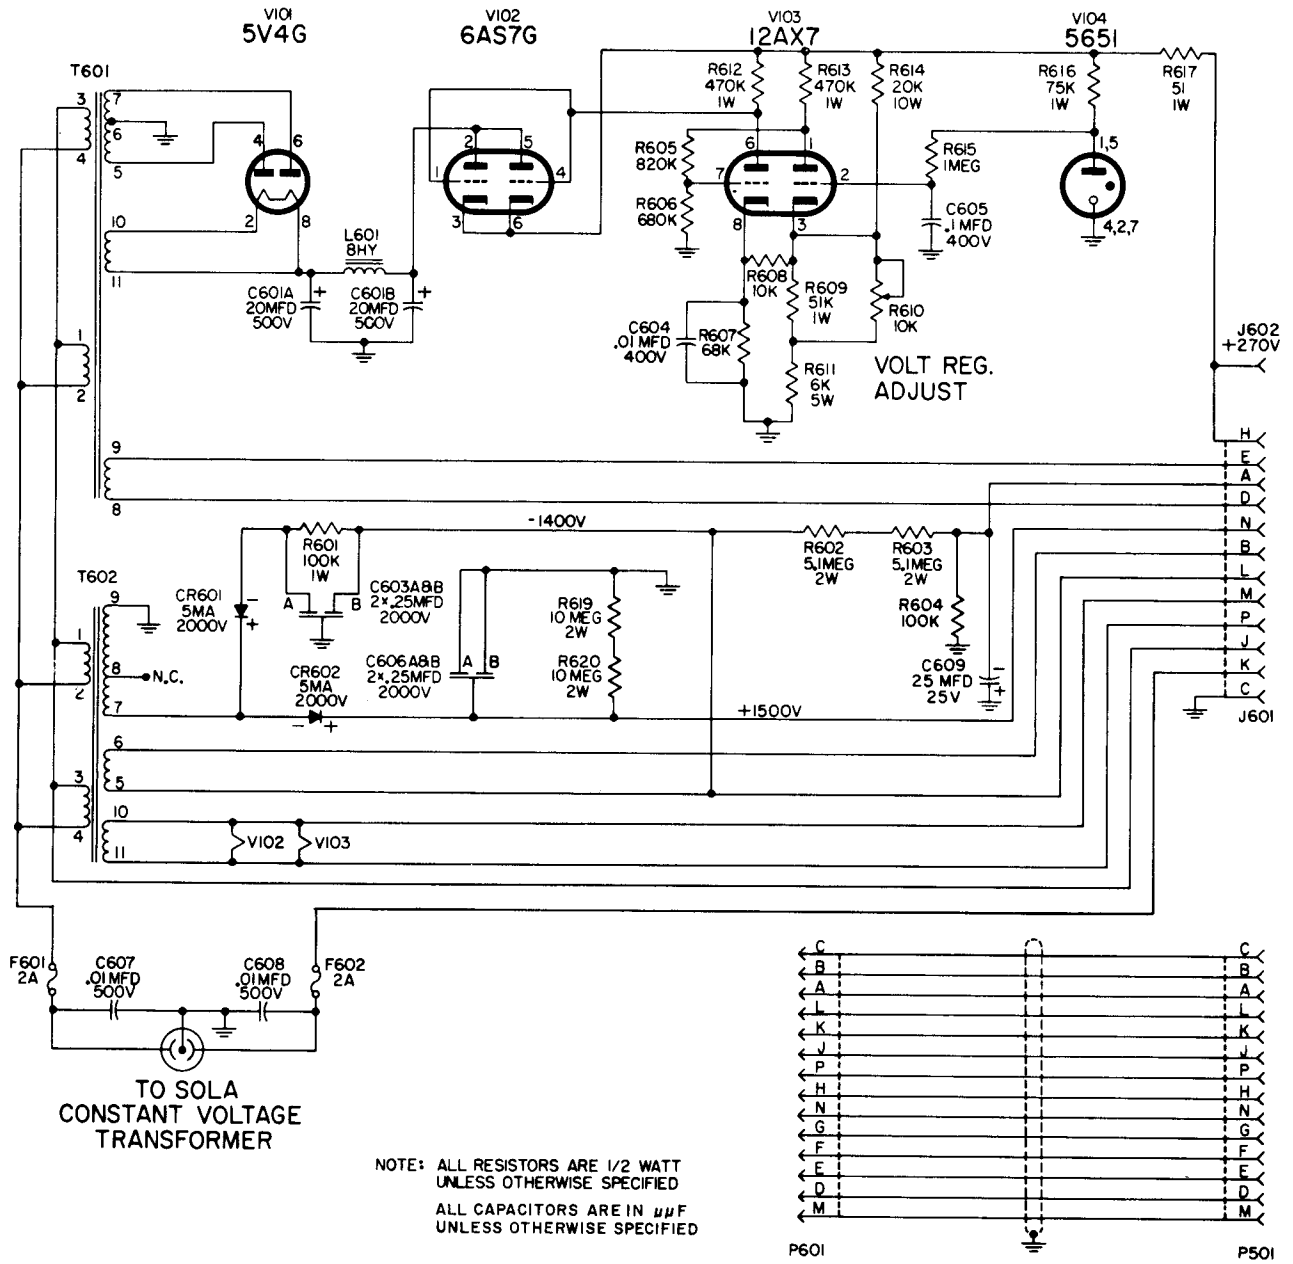 V101
5V4G
V102
6AS7G
V103
12AX7
V104
5651
T601
3
4
7
6
5
10
11
1
2
9
8
4
6
2
8
L601
8HY
C601A
20MFD
500V
+
C601B
20MFD
500V
+
2
5
1
4
3
6
R612
470K
1W
R613
470K
1W
R614
20K
10W
R616
75K
1W
R617
51
1W
R605
820K
R606
680K
6
1
7
2
8
3
R615
1MEG
C605
.1MFD
400V
1,5
4,2,7
R608
10K
R609
51K
1W
R610
10K
C604
.01 MFD
400V
R607
68K
R611
6K
5W
VOLT REG.
ADJUST
J602
+270V
H
E
A
D
N
B
L
M
P
J
K
C
J601
-1400V
R601
100K
1W
A
B
C603A&B
2x.25MFD
2000V
R602
5.1MEG
2W
R603
5.1MEG
2W
R604
100K
C609
25 MFD
25V
-
+
T602
9
1
8
2
7
N.C.
6
5
3
4
10
11
CR601
5MA
2000V
-
+
CR602
5MA
2000V
-
+
C606A&B
2x.25MFD
2000V
A
B
R619
10 MEG
2W
R620
10 MEG
2W
+1500V
V102
V103
F601
2A
C607
.01MFD
500V
C608
.01MFD
500V
F602
2A
TO SOLA
CONSTANT VOLTAGE
TRANSFORMER
NOTE: ALL RESISTORS ARE 1/2 WATT
UNLESS OTHERWISE SPECIFIED
ALL CAPACITORS ARE IN µµF
UNLESS OTHERWISE SPECIFIED
C C
B B
A A
L L
K K
J J
P P
H H
N N
G G
F F
E E
D D
M M
P601
P501